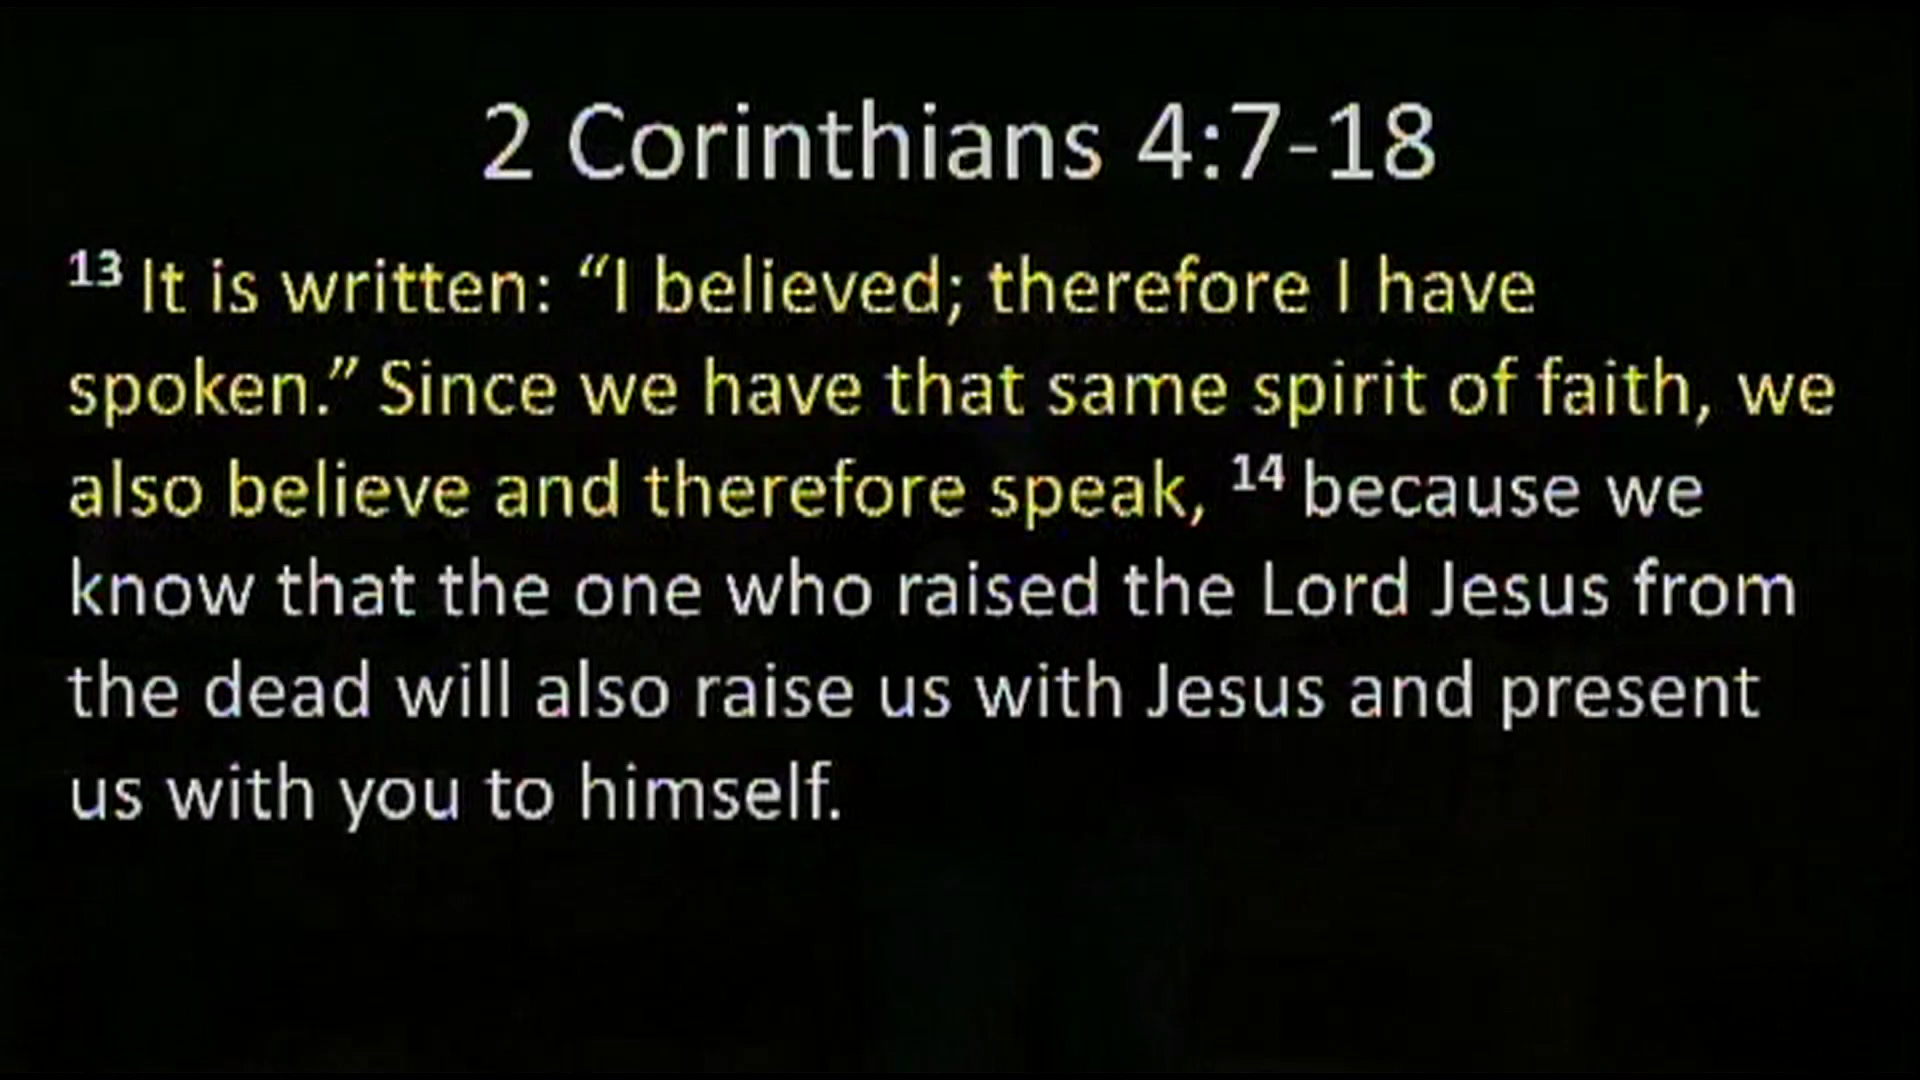 2 Corinthians 4:7-18
13 It is written: “I believed; therefore I have
spoken.” Since we have that same spirit of faith, we
also believe and therefore speak, 14 because we
know that the one who raised the Lord Jesus from
the dead will also raise us with Jesus and present
us with you to himself.